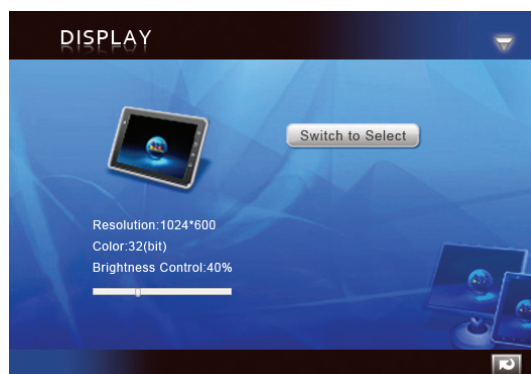 DISPLAY
Switch to Select
Resolution:1024*600
Color:32(bit)
Brightness Control:40%